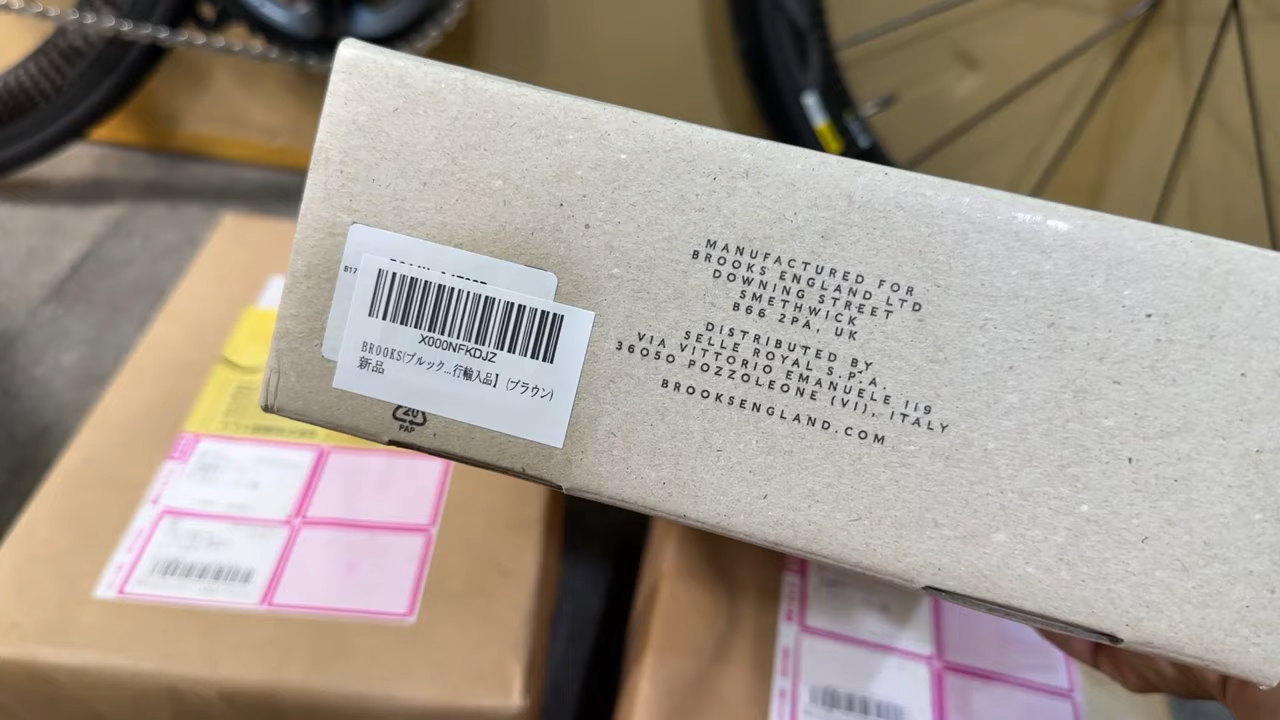 B17
X000NFKDJZ
BROOKS(ブルック...行輸入品】 (ブラウン)
新品
20
PAP
MANUFACTURED FOR
BROOKS ENGLAND LTD
DOWNING STREET
SMETHWICK
B66 2PA, UK
DISTRIBUTED BY
SELLE ROYAL S.P.A.
VIA VITTORIO EMANUELE 119
36050 POZZOLEONE (VI), ITALY
BROOKSENGLAND.COM